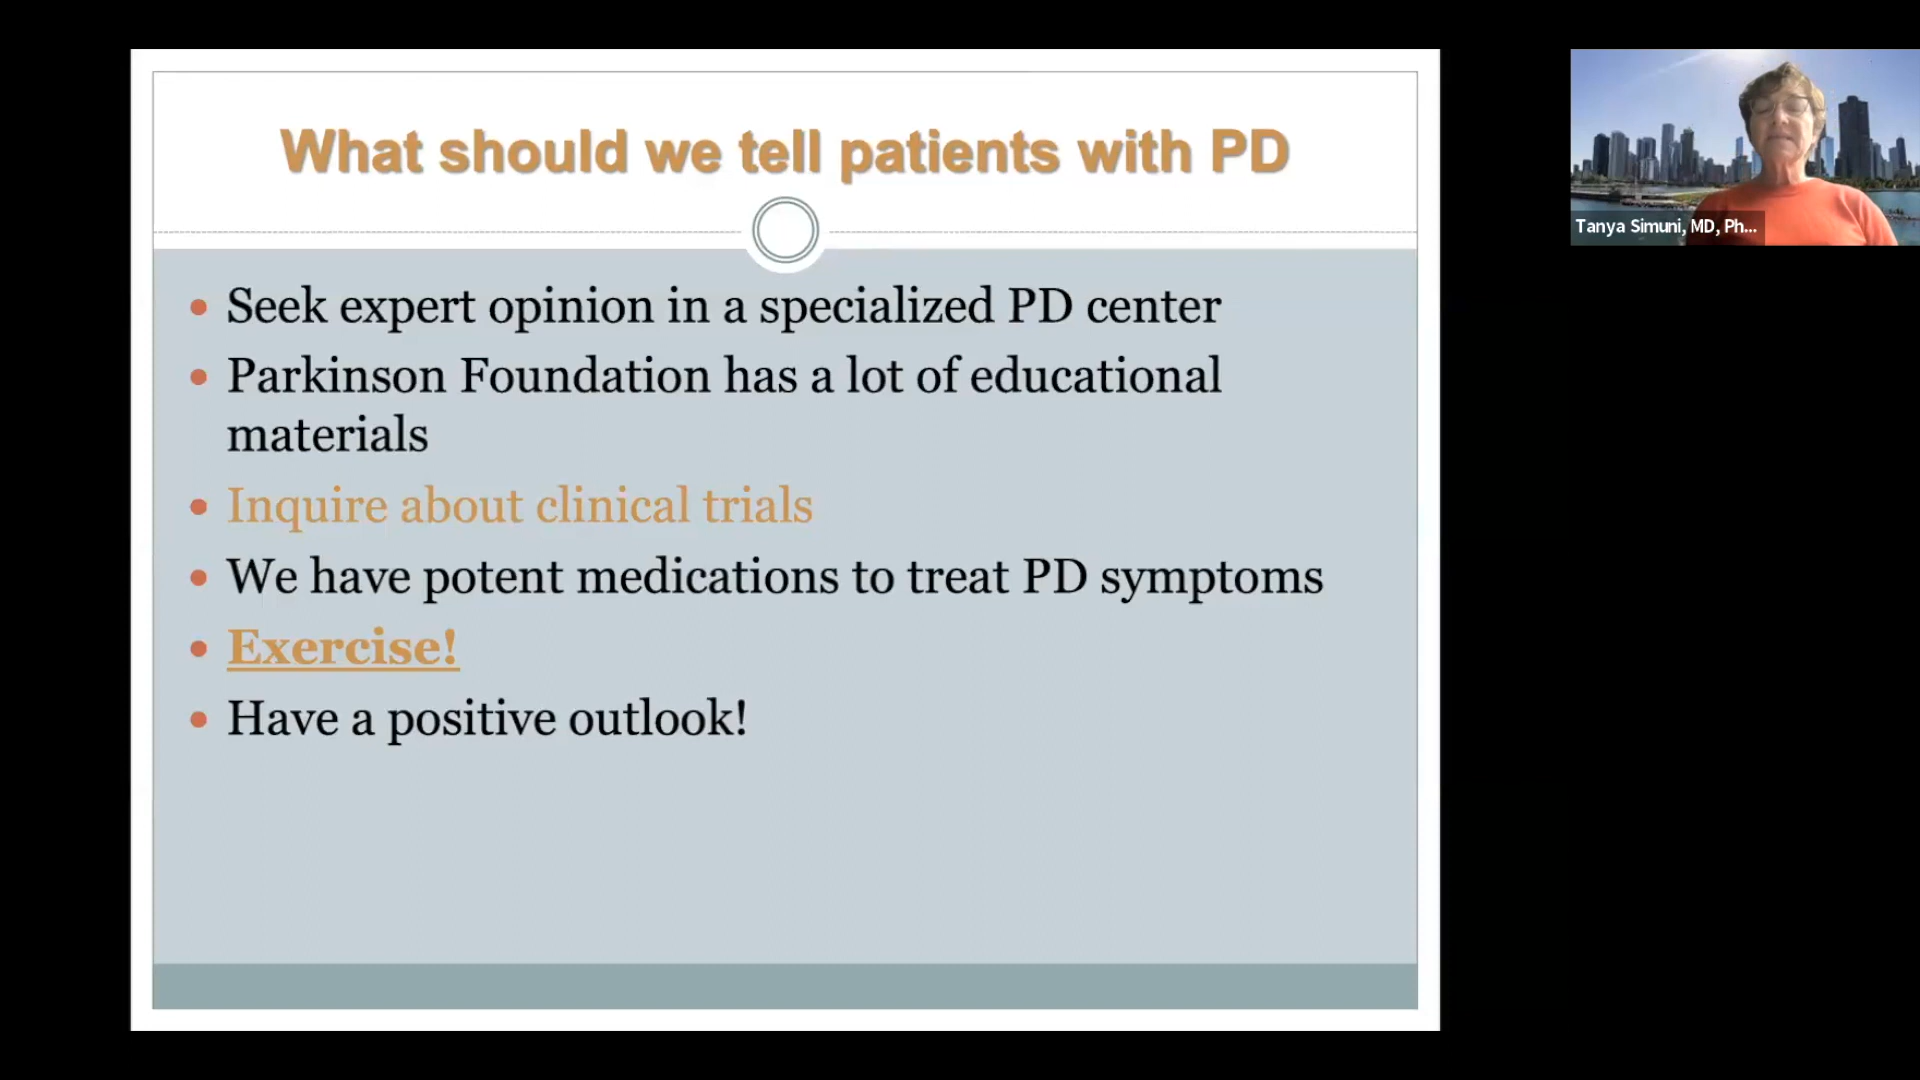 What should we tell patients with PD
• Seek expert opinion in a specialized PD center
• Parkinson Foundation has a lot of educational
materials
• Inquire about clinical trials
• We have potent medications to treat PD symptoms
• Exercise!
• Have a positive outlook!
Tanya Simuni, MD, Ph...